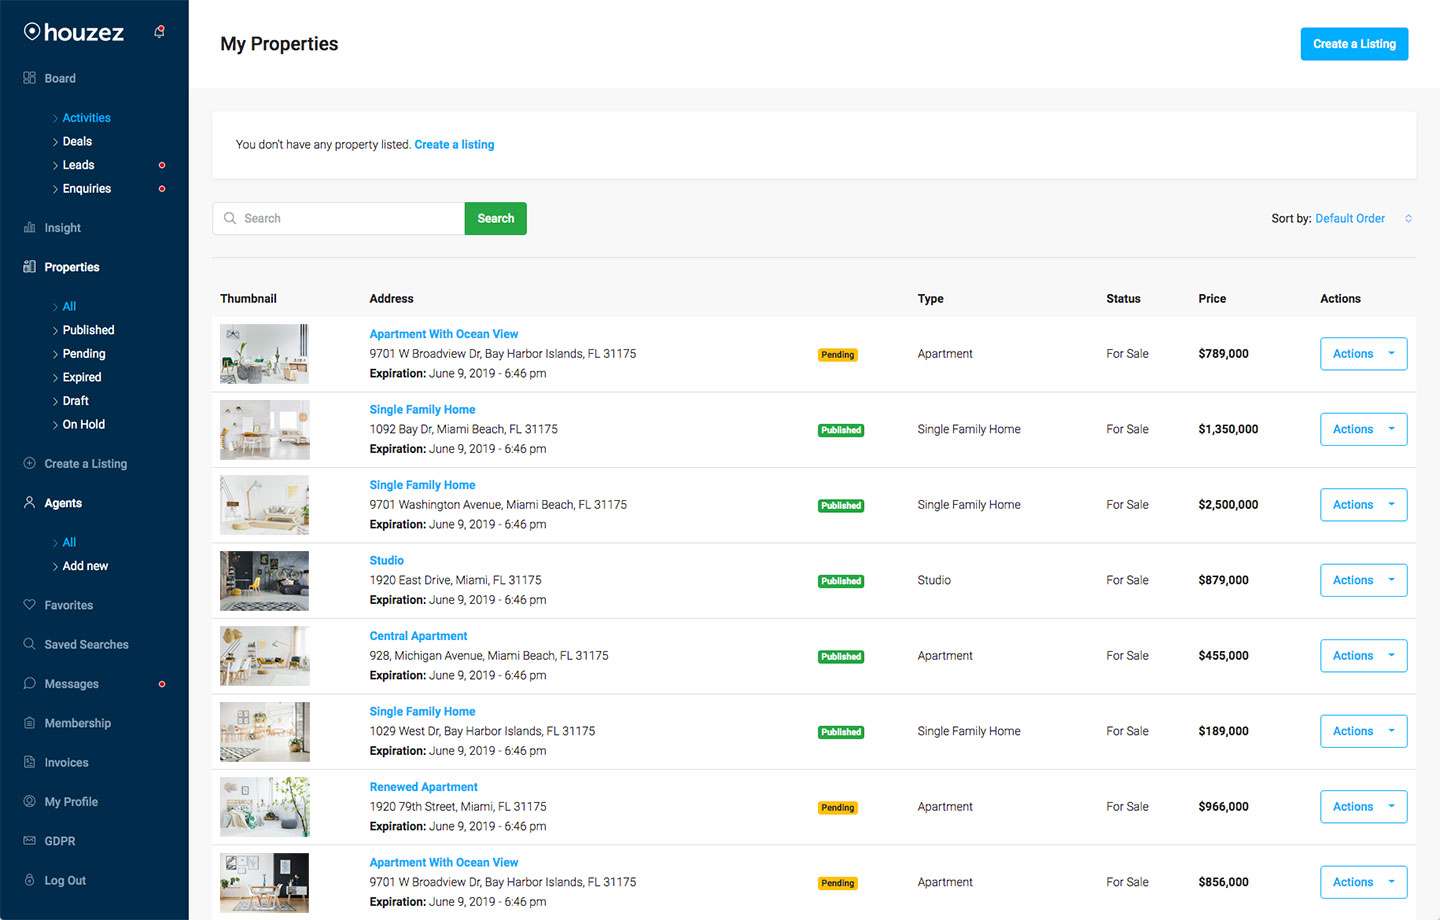 houzez
Board
Activities
Deals
Leads
Enquiries
Insight
Properties
All
Published
Pending
Expired
Draft
On Hold
Create a Listing
Agents
All
Add new
Favorites
Saved Searches
Messages
Membership
Invoices
My Profile
GDPR
Log Out
My Properties
Create a Listing
You don't have any property listed. Create a listing
Search
Search
Sort by: Default Order
Thumbnail Address Type Status Price Actions
Apartment With Ocean View
9701 W Broadview Dr, Bay Harbor Islands, FL 31175 Pending Apartment For Sale $789,000 Actions
Expiration: June 9, 2019 - 6:46 pm
Single Family Home
1092 Bay Dr, Miami Beach, FL 31175 Published Single Family Home For Sale $1,350,000 Actions
Expiration: June 9, 2019 - 6:46 pm
Single Family Home
9701 Washington Avenue, Miami Beach, FL 31175 Published Single Family Home For Sale $2,500,000 Actions
Expiration: June 9, 2019 - 6:46 pm
Studio
1920 East Drive, Miami, FL 31175 Published Studio For Sale $879,000 Actions
Expiration: June 9, 2019 - 6:46 pm
Central Apartment
928, Michigan Avenue, Miami Beach, FL 31175 Published Apartment For Sale $455,000 Actions
Expiration: June 9, 2019 - 6:46 pm
Single Family Home
1029 West Dr, Bay Harbor Islands, FL 31175 Published Single Family Home For Sale $189,000 Actions
Expiration: June 9, 2019 - 6:46 pm
Renewed Apartment
1920 79th Street, Miami, FL 31175 Pending Apartment For Sale $966,000 Actions
Expiration: June 9, 2019 - 6:46 pm
Apartment With Ocean View
9701 W Broadview Dr, Bay Harbor Islands, FL 31175 Pending Apartment For Sale $856,000 Actions
Expiration: June 9, 2019 - 6:46 pm